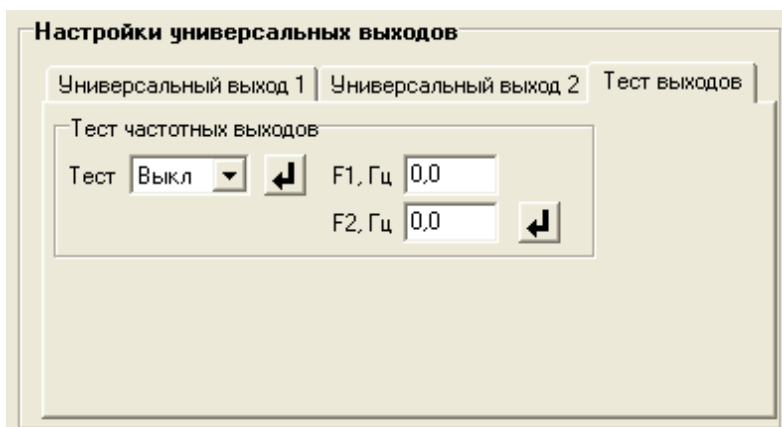 Настройки универсальных выходов
Универсальный выход 1 Универсальный выход 2 Тест выходов
Тест частотных выходов
Тест Выкл F1, Гц 0,0
F2, Гц 0,0